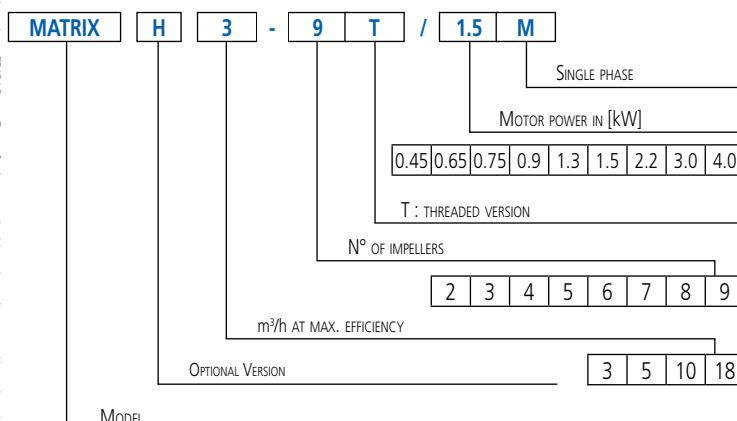 MATRIX H 3 - 9 T / 1.5 M
SINGLE PHASE
MOTOR POWER IN [kW]
0.45 0.65 0.75 0.9 1.3 1.5 2.2 3.0 4.0
T : THREADED VERSION
N° OF IMPELLERS
2 3 4 5 6 7 8 9
m³/h AT MAX. EFFICIENCY
3 5 10 18
OPTIONAL VERSION
MODEL